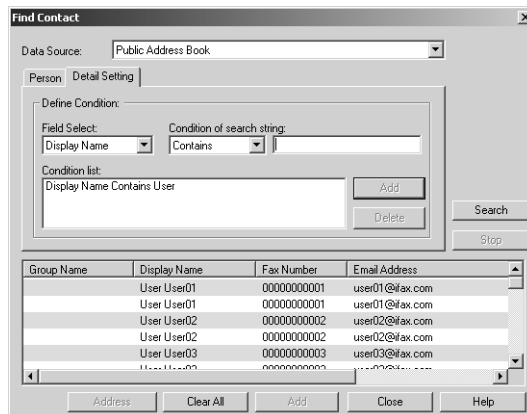 Find Contact
Data Source: Public Address Book
Person Detail Setting
Define Condition:
Field Select: Condition of search string:
Display Name Contains
Condition list:
Display Name Contains User
Add
Delete
Search
Stop
Group Name Display Name Fax Number Email Address
User User01 00000000001 user01@ifax.com
User User01 00000000001 user01@ifax.com
User User02 00000000002 user02@ifax.com
User User02 00000000002 user02@ifax.com
User User03 00000000003 user03@ifax.com
Address Clear All Add Close Help